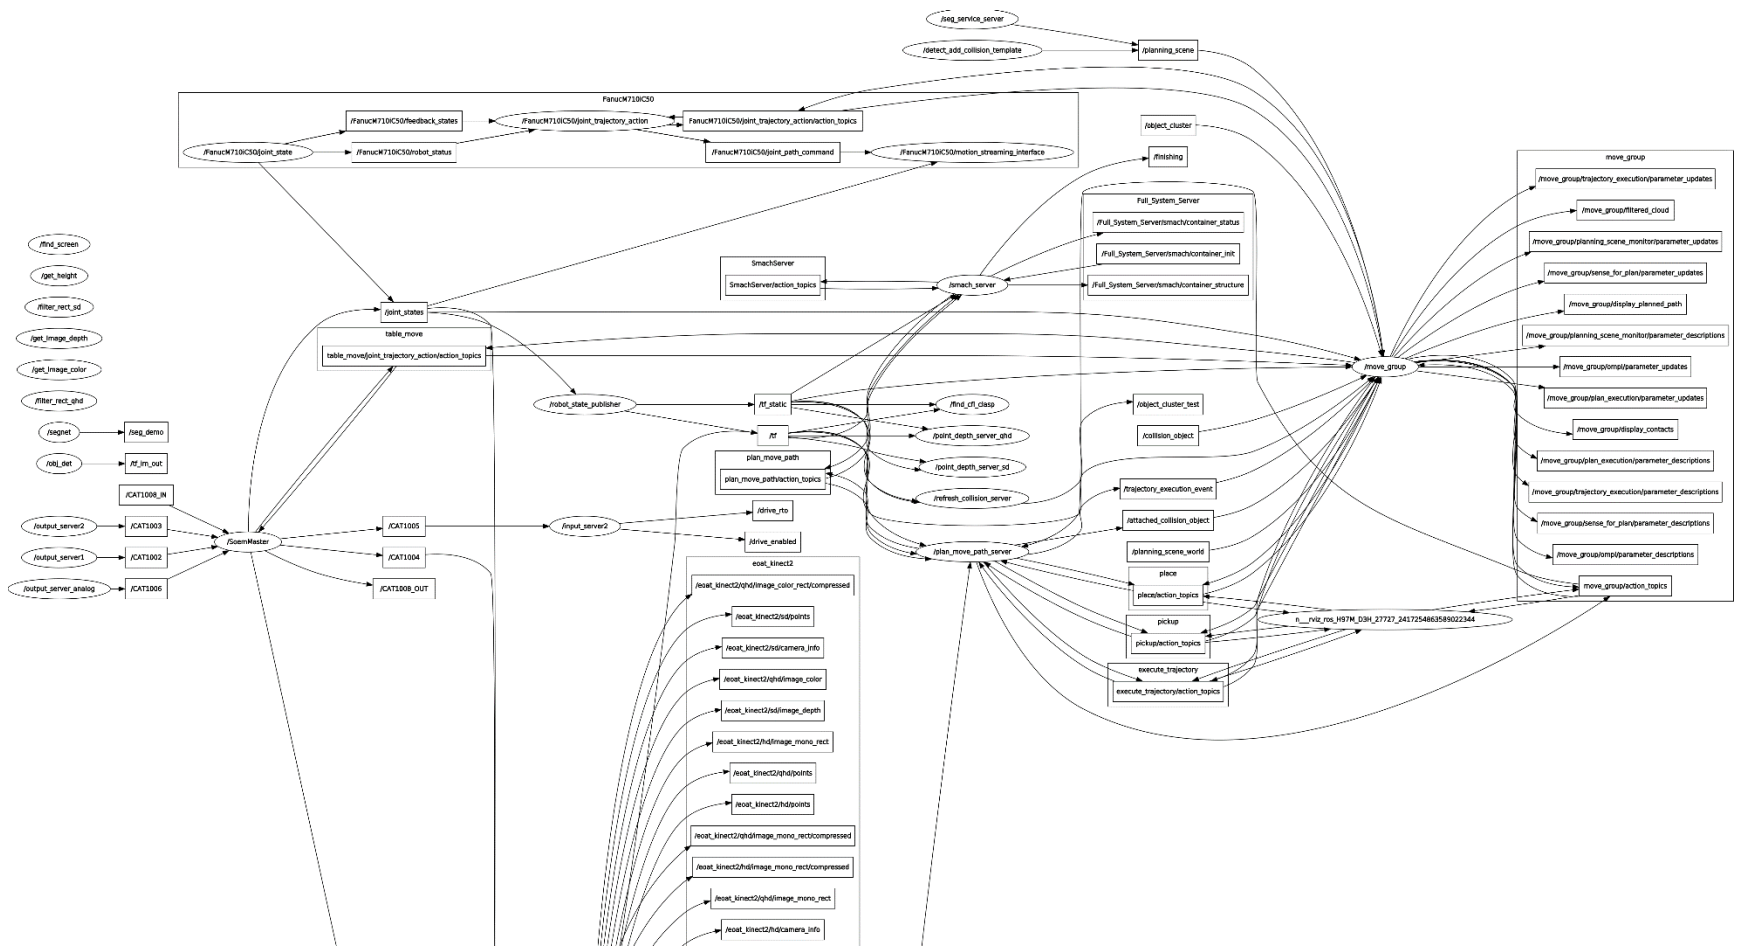 /seg_service_server
/detect_add_collision_template
/planning_scene
FanucM710iC50
/FanucM710iC50/feedback_states
/FanucM710iC50/joint_trajectory_action
FanucM710iC50/joint_trajectory_action/action_topics
/FanucM710iC50/joint_state
/FanucM710iC50/robot_status
/FanucM710iC50/joint_path_command
/FanucM710iC50/motion_streaming_interface
/object_cluster
/finishing
Full_System_Server
/Full_System_Server/smach/container_status
/Full_System_Server/smach/container_init
/Full_System_Server/smach/container_structure
SmachServer
SmachServer/action_topics
/smach_server
/find_screen
/get_height
/filter_rect_sd
/get_image_depth
/get_image_color
/filter_rect_qhd
/segnet
/seg_demo
/obj_det
/tf_im_out
/CAT1008_IN
/output_server2
/CAT1003
/output_server1
/CAT1002
/output_server_analog
/CAT1006
/SoemMaster
/joint_states
table_move
table_move/joint_trajectory_action/action_topics
/CAT1005
/CAT1004
/CAT1008_OUT
/robot_state_publisher
/input_server2
/tf_static
/tf
plan_move_path
plan_move_path/action_topics
/drive_rto
/drive_enabled
/find_cfl_clasp
/point_depth_server_qhd
/point_depth_server_sd
/refresh_collision_server
/plan_move_path_server
/object_cluster_test
/collision_object
/trajectory_execution_event
/attached_collision_object
/planning_scene_world
place
place/action_topics
pickup
pickup/action_topics
execute_trajectory
execute_trajectory/action_topics
/move_group
n__rviz_ros_H97M_D3H_27727_2417254863589022344
move_group
/move_group/trajectory_execution/parameter_updates
/move_group/filtered_cloud
/move_group/planning_scene_monitor/parameter_updates
/move_group/sense_for_plan/parameter_updates
/move_group/display_planned_path
/move_group/planning_scene_monitor/parameter_descriptions
/move_group/ompl/parameter_updates
/move_group/plan_execution/parameter_updates
/move_group/display_contacts
/move_group/plan_execution/parameter_descriptions
/move_group/trajectory_execution/parameter_descriptions
/move_group/sense_for_plan/parameter_descriptions
/move_group/ompl/parameter_descriptions
move_group/action_topics
eoat_kinect2
/eoat_kinect2/qhd/image_color_rect/compressed
/eoat_kinect2/sd/points
/eoat_kinect2/sd/camera_info
/eoat_kinect2/qhd/image_color
/eoat_kinect2/sd/image_depth
/eoat_kinect2/hd/image_mono_rect
/eoat_kinect2/qhd/points
/eoat_kinect2/hd/points
/eoat_kinect2/qhd/image_mono_rect/compressed
/eoat_kinect2/hd/image_mono_rect/compressed
/eoat_kinect2/qhd/image_mono_rect
/eoat_kinect2/hd/camera_info